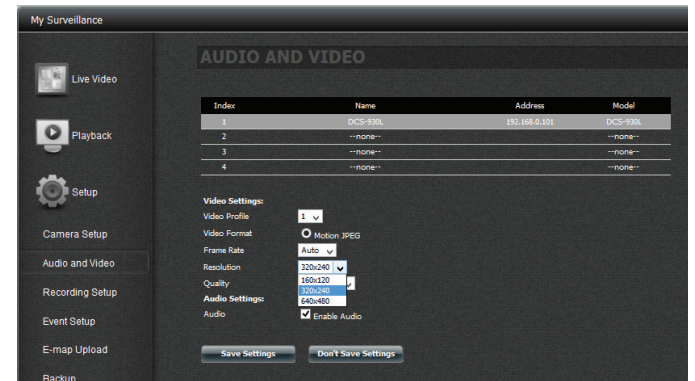 My Surveillance
AUDIO AND VIDEO
Live Video
Index Name Address Model
1 DCS-930L 192.168.0.101 DCS-930L
2 --none-- --none--
3 --none-- --none--
4 --none-- --none--
Playback
Setup
Camera Setup
Audio and Video
Recording Setup
Event Setup
E-map Upload
Backup
Video Settings:
Video Profile 1
Video Format Motion JPEG
Frame Rate Auto
Resolution 320x240
160x120
320x240
640x480
Quality
Audio Settings:
Audio Enable Audio
Save Settings Don't Save Settings